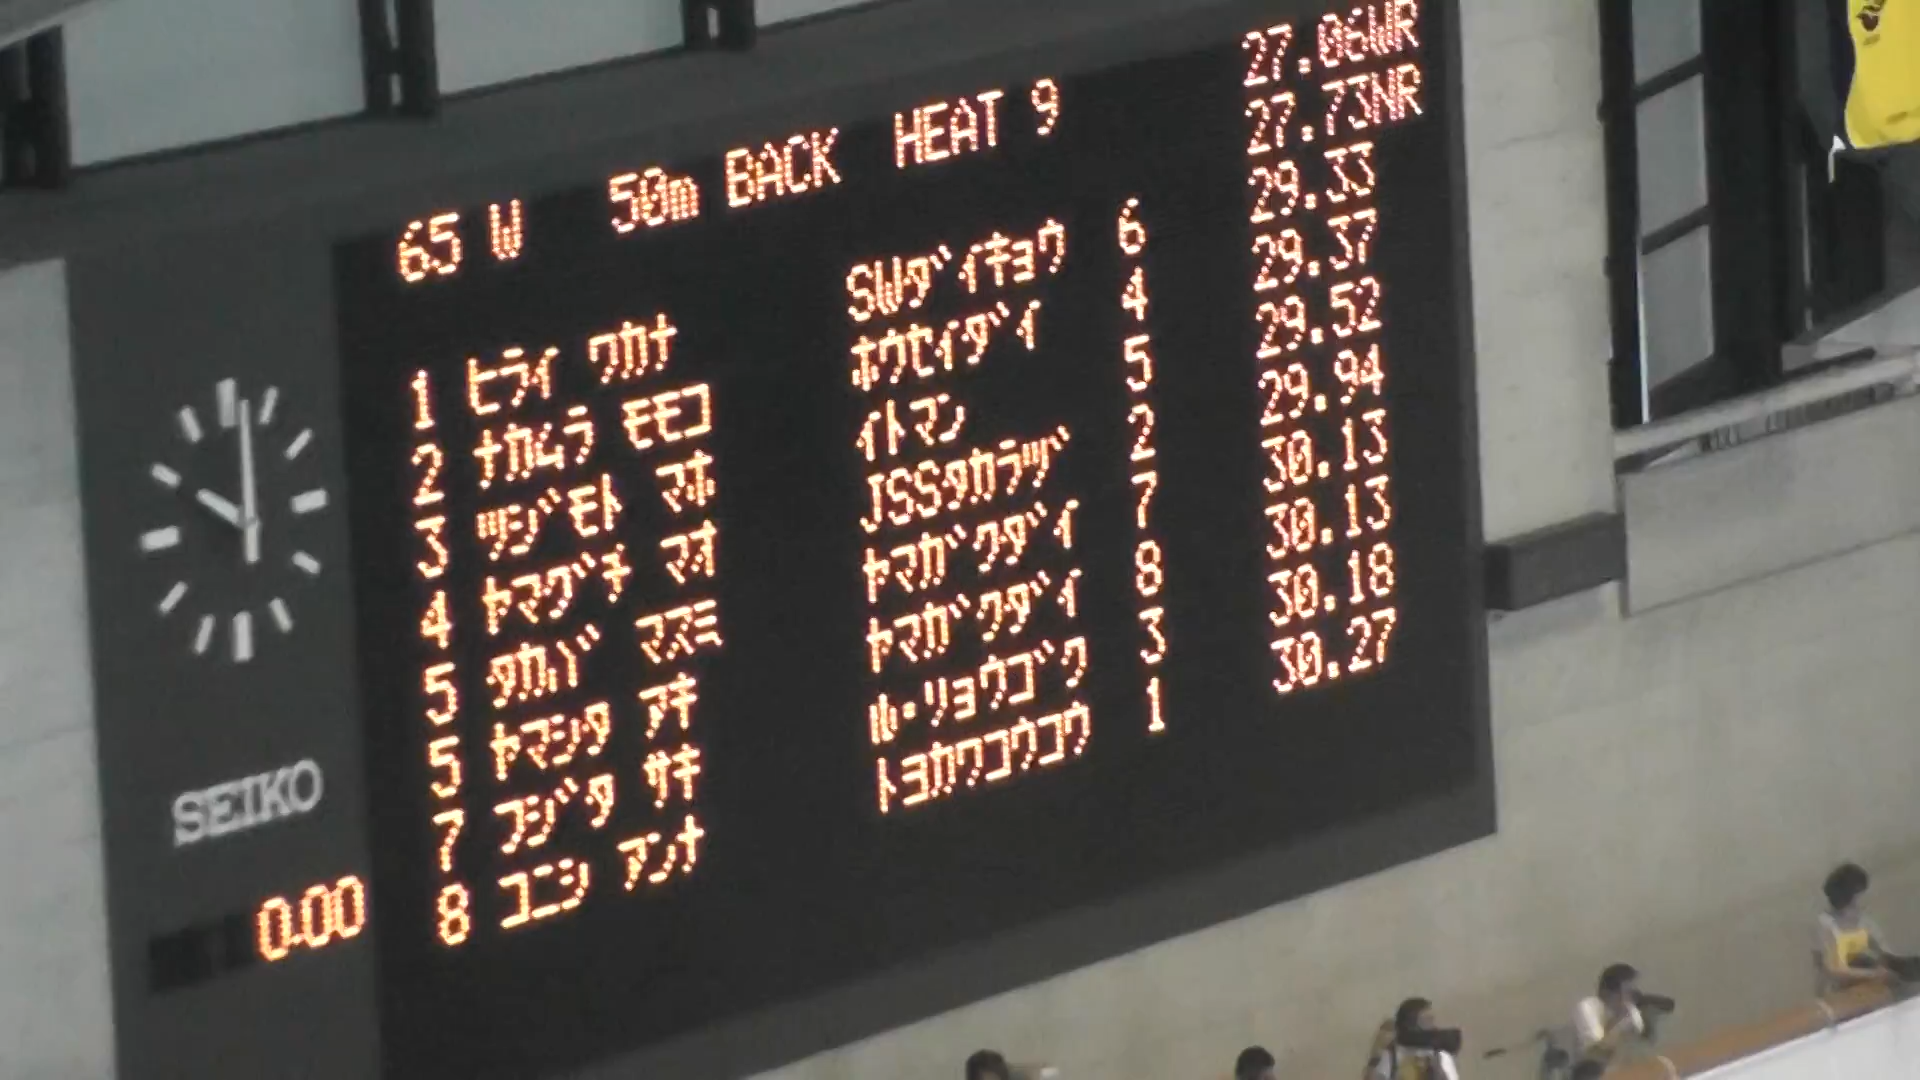 65 W 50m BACK HEAT 9 27.06WR
27.73NR
1 ヒライ ワカナ SWダイキョウ 6 29.33
2 ナカムラ モモコ ホウセイダイ 4 29.37
3 ツジモト マホ イトマン 5 29.52
4 ヤマグチ マオ JSSタカラヅ 2 29.94
5 タカバ マスミ ヤマガクダイ 7 30.13
5 ヤマシタ アキ ヤマガクダイ 8 30.13
7 フジタ サキ ル・リョウゴク 3 30.18
8 コニシ アンナ トヨカワコウコウ 1 30.27
SEIKO
0.00